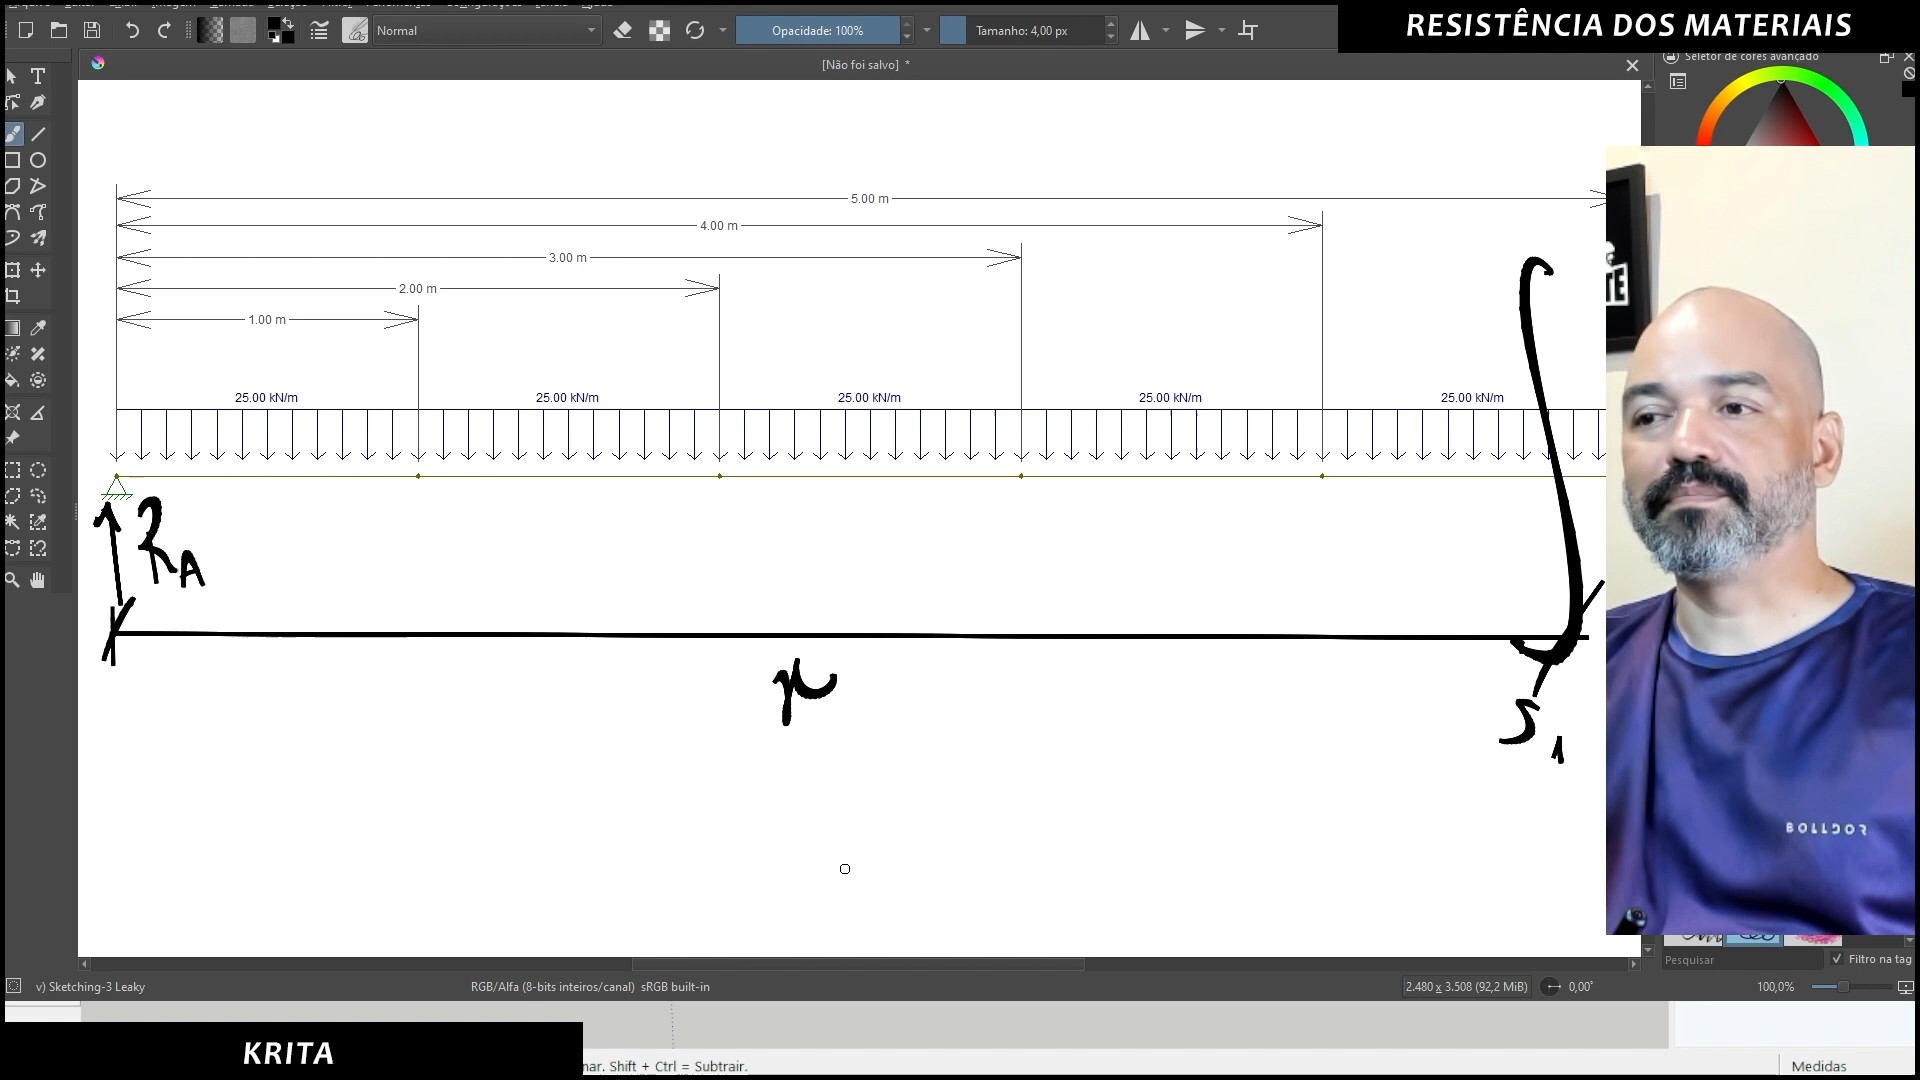 RESISTÊNCIA DOS MATERIAIS
Normal
Opacidade: 100%
Tamanho: 4,00 px
[Não foi salvo] *
Seletor de cores avançado
5.00 m
4.00 m
3.00 m
2.00 m
1.00 m
25.00 kN/m
25.00 kN/m
25.00 kN/m
25.00 kN/m
25.00 kN/m
RA
x
S1
BOLLDOR
Pesquisar
Filtro na tag
v) Sketching-3 Leaky
RGB/Alfa (8-bits inteiros/canal) sRGB built-in
2.480 x 3.508 (92,2 MiB)
0,00°
100,0%
KRITA
nar. Shift + Ctrl = Subtrair.
Medidas